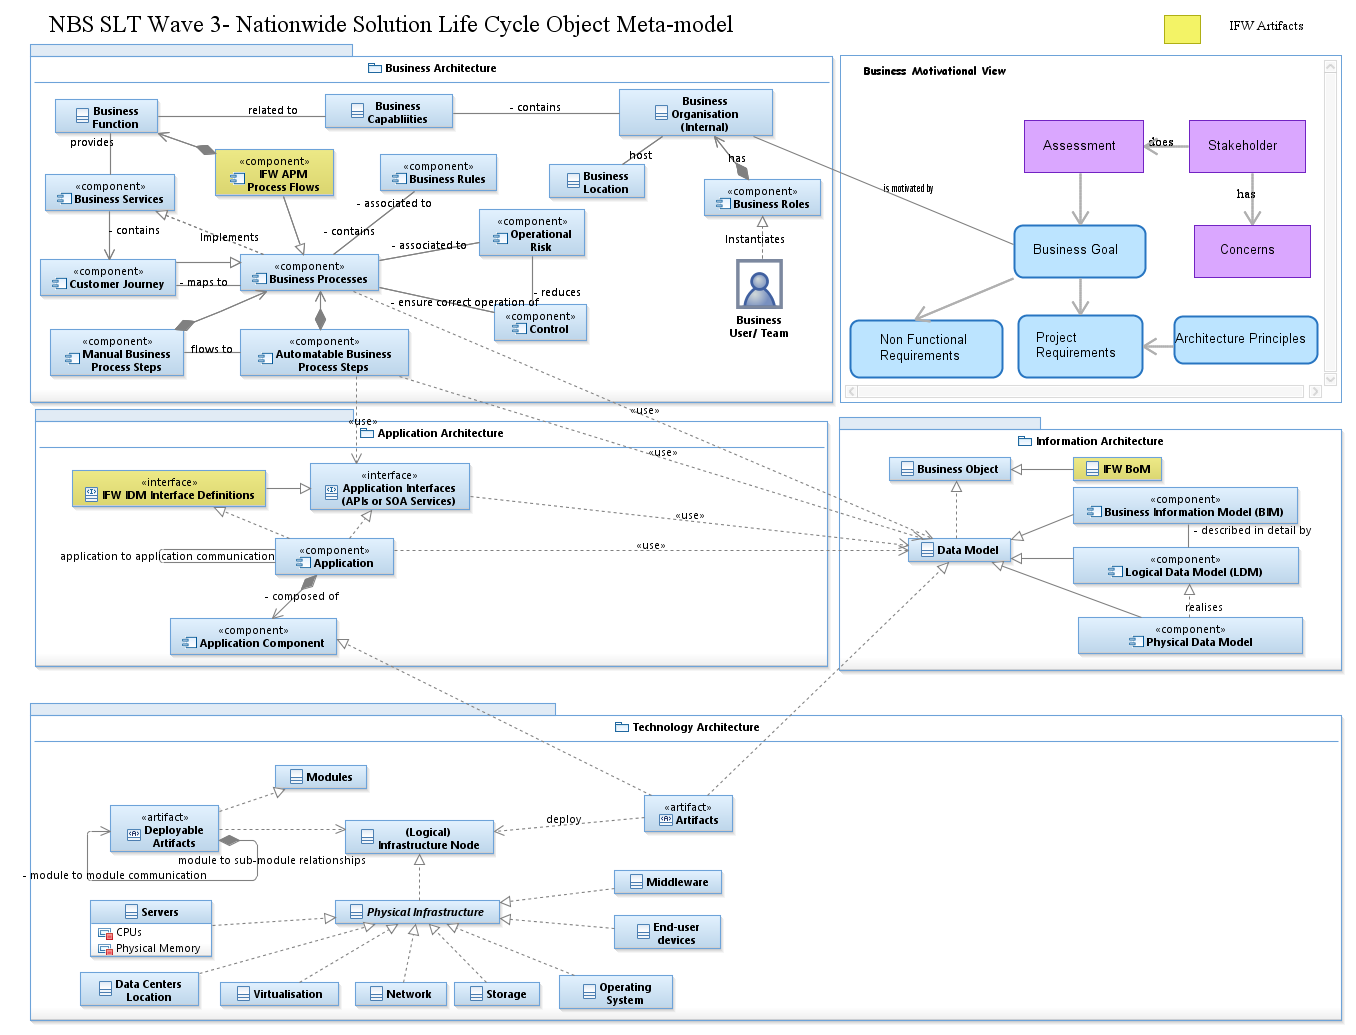 NBS SLT Wave 3- Nationwide Solution Life Cycle Object Meta-model
IFW Artifacts
Business Architecture
Business
Function
related to
Business
Capabliities
- contains
Business
Organisation
(Internal)
provides
«component»
IFW APM
Process Flows
«component»
Business Rules
host
Business
Location
has
«component»
Business Services
- associated to
«component»
Business Roles
- contains
Implements
- contains
- associated to
«component»
Operational
Risk
Instantiates
«component»
Customer Journey
- maps to
«component»
Business Processes
- ensure correct operation of
- reduces
«component»
Control
Business
User/ Team
«component»
Manual Business
Process Steps
flows to
«component»
Automatable Business
Process Steps
is motivated by
Business Motivational View
Assessment
does
Stakeholder
has
Business Goal
Concerns
Non Functional
Requirements
Project
Requirements
Architecture Principles
«use»
«use»
«use»
Application Architecture
«interface»
IFW IDM Interface Definitions
«interface»
Application Interfaces
(APIs or SOA Services)
«use»
application to application communication
«component»
Application
«use»
- composed of
«component»
Application Component
Information Architecture
Business Object
IFW BoM
«component»
Business Information Model (BIM)
- described in detail by
Data Model
«component»
Logical Data Model (LDM)
realises
«component»
Physical Data Model
Technology Architecture
Modules
«artifact»
Deployable
Artifacts
(Logical)
Infrastructure Node
deploy
«artifact»
Artifacts
module to sub-module relationships
- module to module communication
Middleware
Servers
CPUs
Physical Memory
Physical Infrastructure
End-user
devices
Data Centers
Location
Virtualisation
Network
Storage
Operating
System